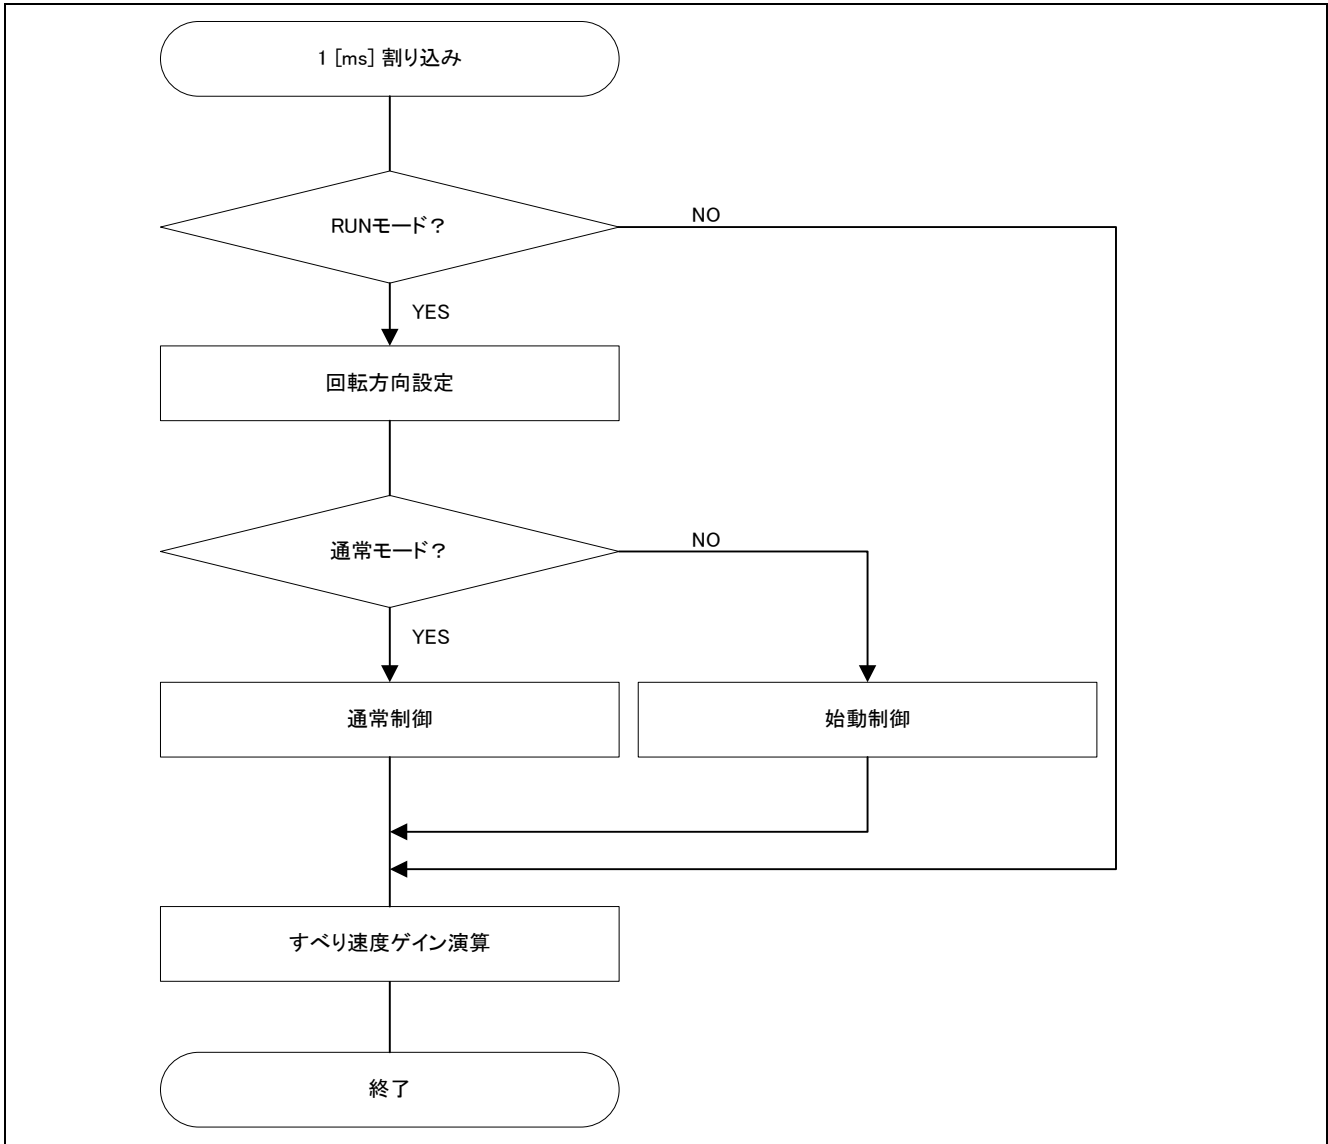 1 [ms] 割り込み
RUNモード？
NO
YES
回転方向設定
通常モード？
NO
YES
通常制御
始動制御
すべり速度ゲイン演算
終了